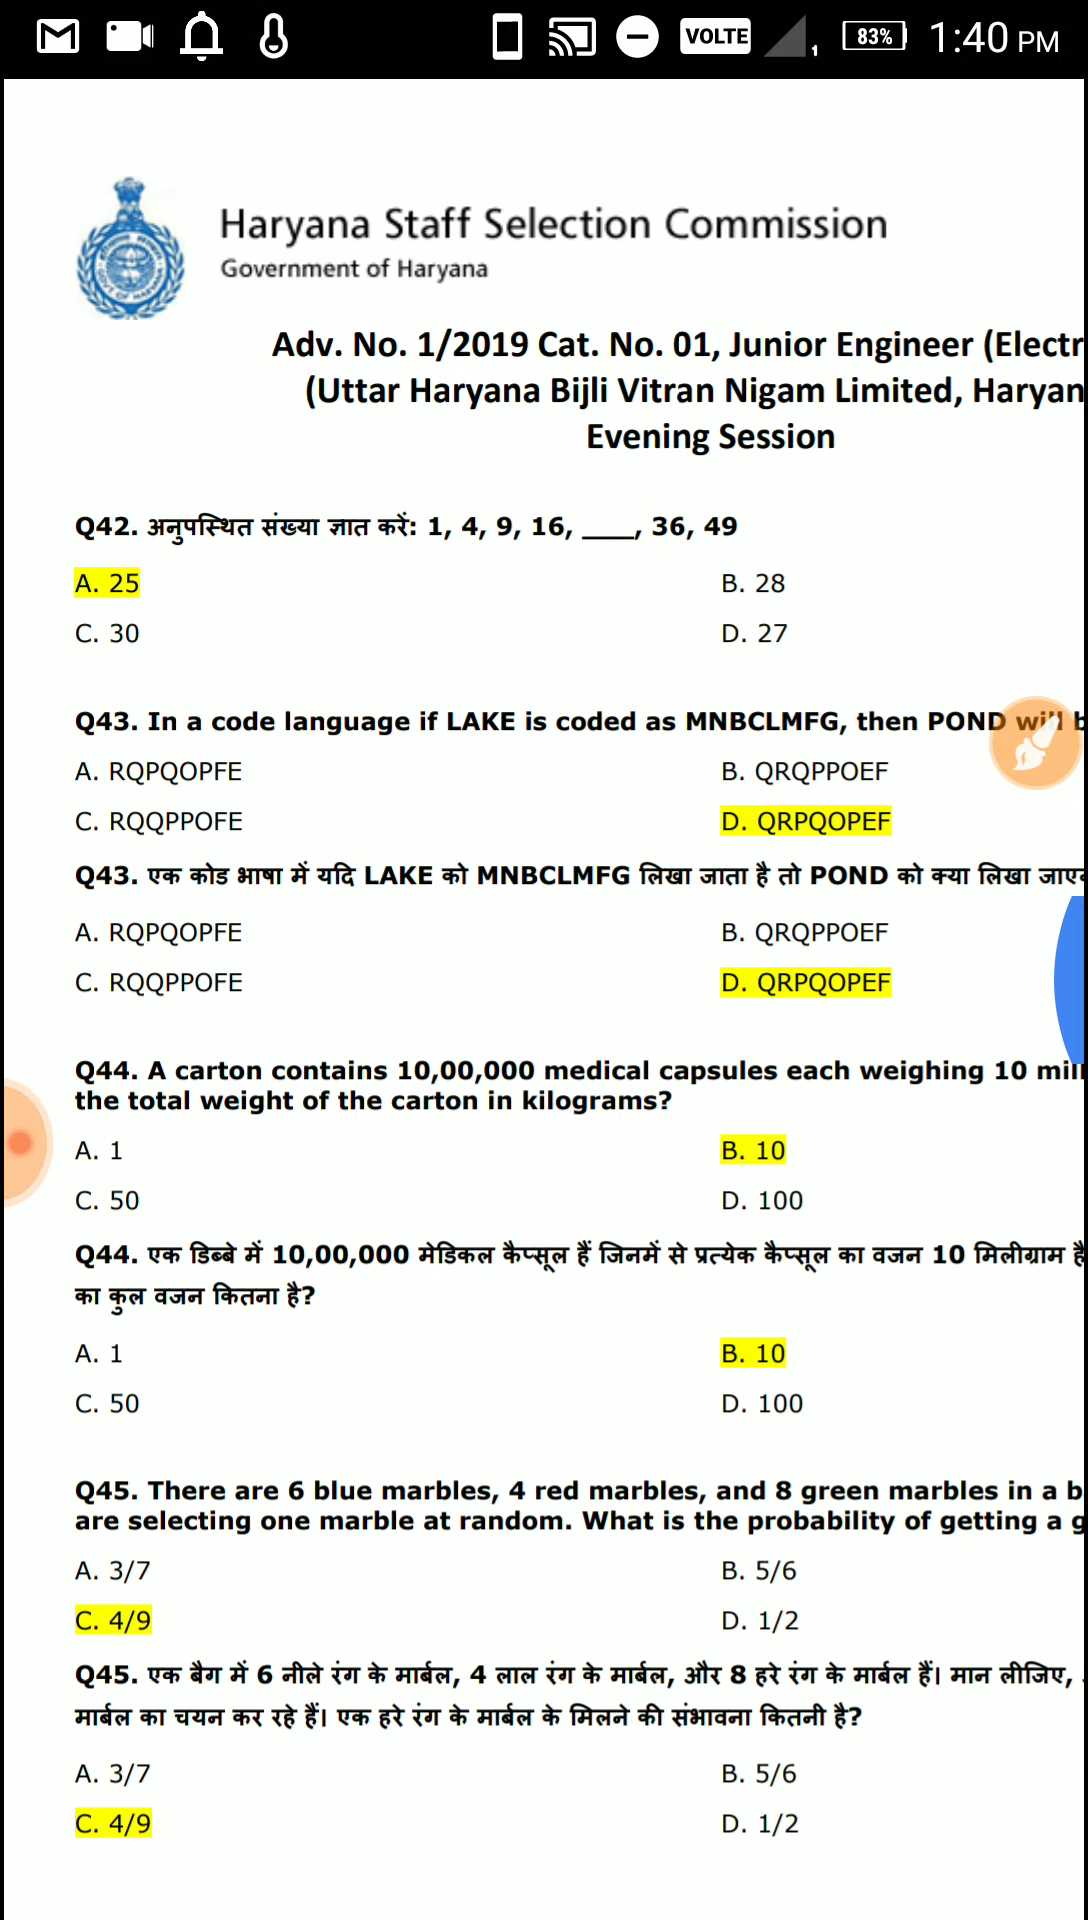 VOLTE 1 83% 1:40 PM
Haryana Staff Selection Commission
Government of Haryana
Adv. No. 1/2019 Cat. No. 01, Junior Engineer (Electr
(Uttar Haryana Bijli Vitran Nigam Limited, Haryan
Evening Session
Q42. अनुपस्थित संख्या ज्ञात करें: 1, 4, 9, 16, ____, 36, 49
A. 25 B. 28
C. 30 D. 27
Q43. In a code language if LAKE is coded as MNBCLMFG, then POND will b
A. RQPQOPFE B. QRQPPOEF
C. RQQPPOFE D. QRPQOPEF
Q43. एक कोड भाषा में यदि LAKE को MNBCLMFG लिखा जाता है तो POND को क्या लिखा जाए
A. RQPQOPFE B. QRQPPOEF
C. RQQPPOFE D. QRPQOPEF
Q44. A carton contains 10,00,000 medical capsules each weighing 10 mill
the total weight of the carton in kilograms?
A. 1 B. 10
C. 50 D. 100
Q44. एक डिब्बे में 10,00,000 मेडिकल कैप्सूल हैं जिनमें से प्रत्येक कैप्सूल का वजन 10 मिलीग्राम है
का कुल वजन कितना है?
A. 1 B. 10
C. 50 D. 100
Q45. There are 6 blue marbles, 4 red marbles, and 8 green marbles in a b
are selecting one marble at random. What is the probability of getting a g
A. 3/7 B. 5/6
C. 4/9 D. 1/2
Q45. एक बैग में 6 नीले रंग के मार्बल, 4 लाल रंग के मार्बल, और 8 हरे रंग के मार्बल हैं। मान लीजिए,
मार्बल का चयन कर रहे हैं। एक हरे रंग के मार्बल के मिलने की संभावना कितनी है?
A. 3/7 B. 5/6
C. 4/9 D. 1/2